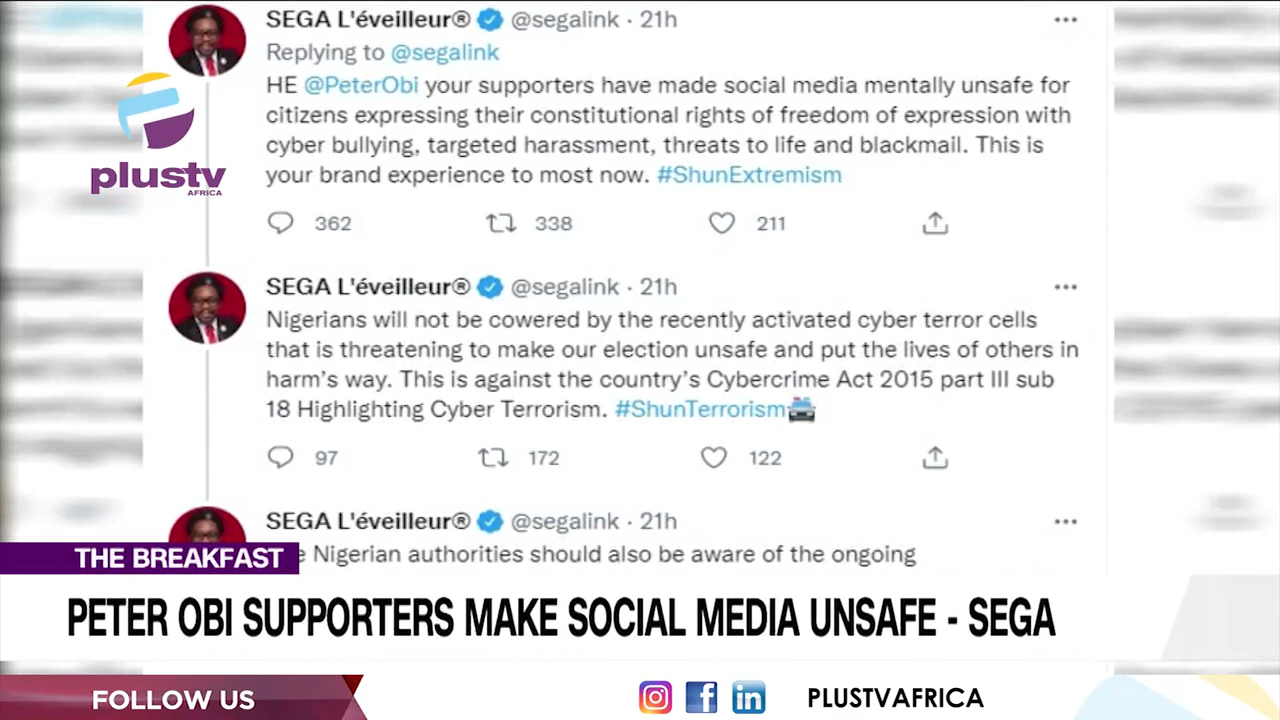 SEGA L'éveilleur® @segalink · 21h
Replying to @segalink
HE @PeterObi your supporters have made social media mentally unsafe for
citizens expressing their constitutional rights of freedom of expression with
cyber bullying, targeted harassment, threats to life and blackmail. This is
your brand experience to most now. #ShunExtremism
362 338 211
plustv
AFRICA
SEGA L'éveilleur® @segalink · 21h
Nigerians will not be cowered by the recently activated cyber terror cells
that is threatening to make our election unsafe and put the lives of others in
harm's way. This is against the country's Cybercrime Act 2015 part III sub
18 Highlighting Cyber Terrorism. #ShunTerrorism
97 172 122
SEGA L'éveilleur® @segalink · 21h
Nigerian authorities should also be aware of the ongoing
THE BREAKFAST
PETER OBI SUPPORTERS MAKE SOCIAL MEDIA UNSAFE - SEGA
FOLLOW US
PLUSTVAFRICA